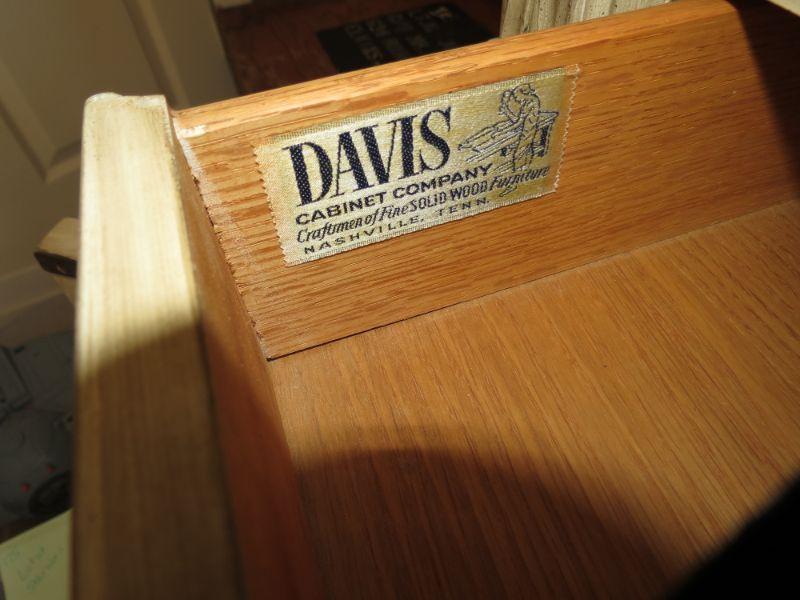 DAVIS
CABINET COMPANY
Craftsmen of Fine SOLID WOOD Furniture
NASHVILLE, TENN.